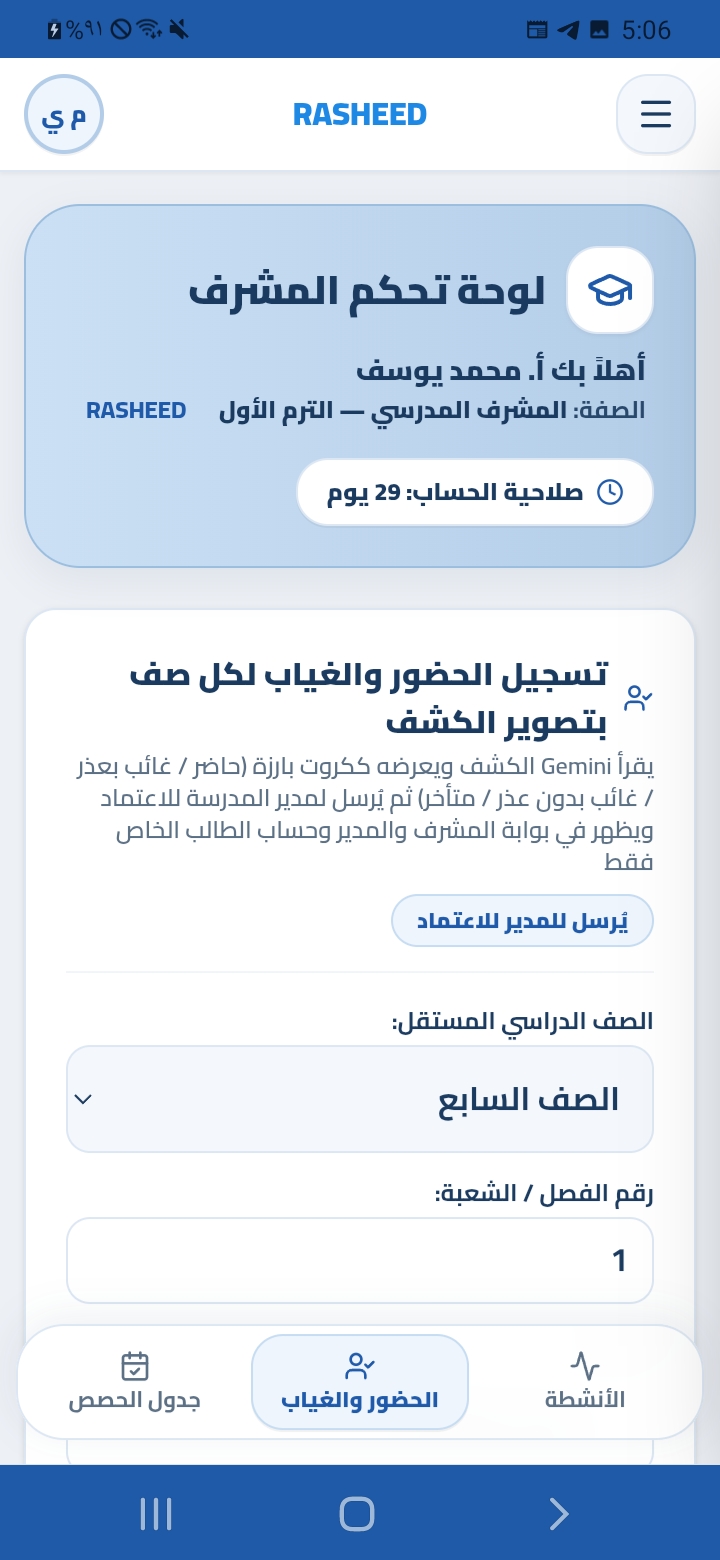 5:06
%٩١
م ي
RASHEED
لوحة تحكم المشرف
أهلاً بك أ. محمد يوسف
الصفة: المشرف المدرسي — الترم الأول RASHEED
صلاحية الحساب: 29 يوم
تسجيل الحضور والغياب لكل صف
بتصوير الكشف
يقرأ Gemini الكشف ويعرضه ككروت بارزة (حاضر / غائب بعذر
/ غائب بدون عذر / متأخر) ثم يُرسل لمدير المدرسة للاعتماد
ويظهر في بوابة المشرف والمدير وحساب الطالب الخاص
فقط
يُرسل للمدير للاعتماد
الصف الدراسي المستقل:
الصف السابع
رقم الفصل / الشعبة:
1
الأنشطة
الحضور والغياب
جدول الحصص